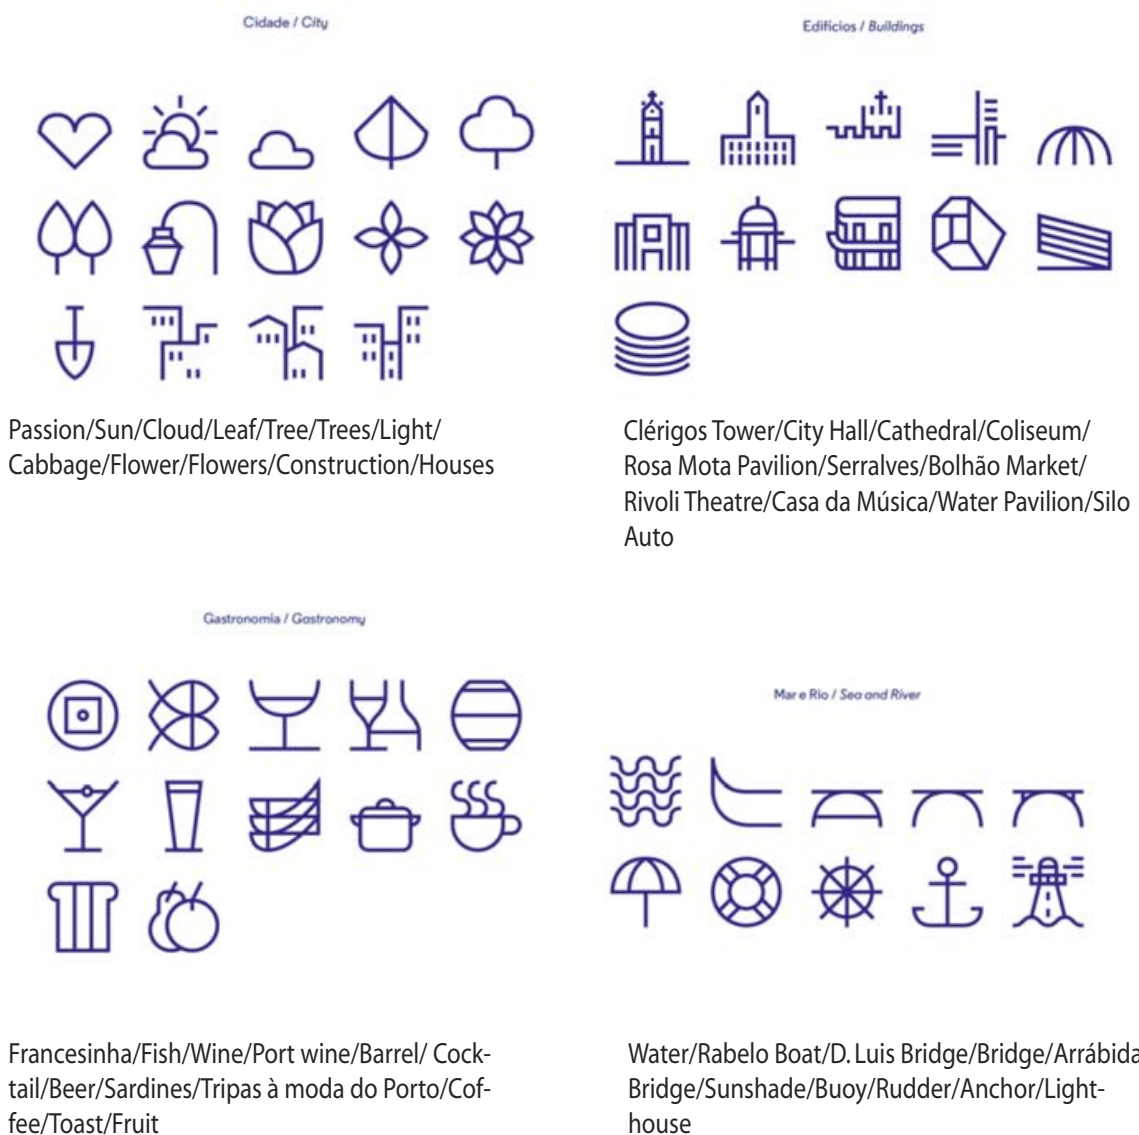 Cidade / City
Passion/Sun/Cloud/Leaf/Tree/Trees/Light/
Cabbage/Flower/Flowers/Construction/Houses
Edifícios / Buildings
Clérigos Tower/City Hall/Cathedral/Coliseum/
Rosa Mota Pavilion/Serralves/Bolhão Market/
Rivoli Theatre/Casa da Música/Water Pavilion/Silo
Auto
Gastronomia / Gastronomy
Francesinha/Fish/Wine/Port wine/Barrel/ Cock-
tail/Beer/Sardines/Tripas à moda do Porto/Cof-
fee/Toast/Fruit
Mar e Rio / Sea and River
Water/Rabelo Boat/D. Luis Bridge/Bridge/Arrábida
Bridge/Sunshade/Buoy/Rudder/Anchor/Light-
house